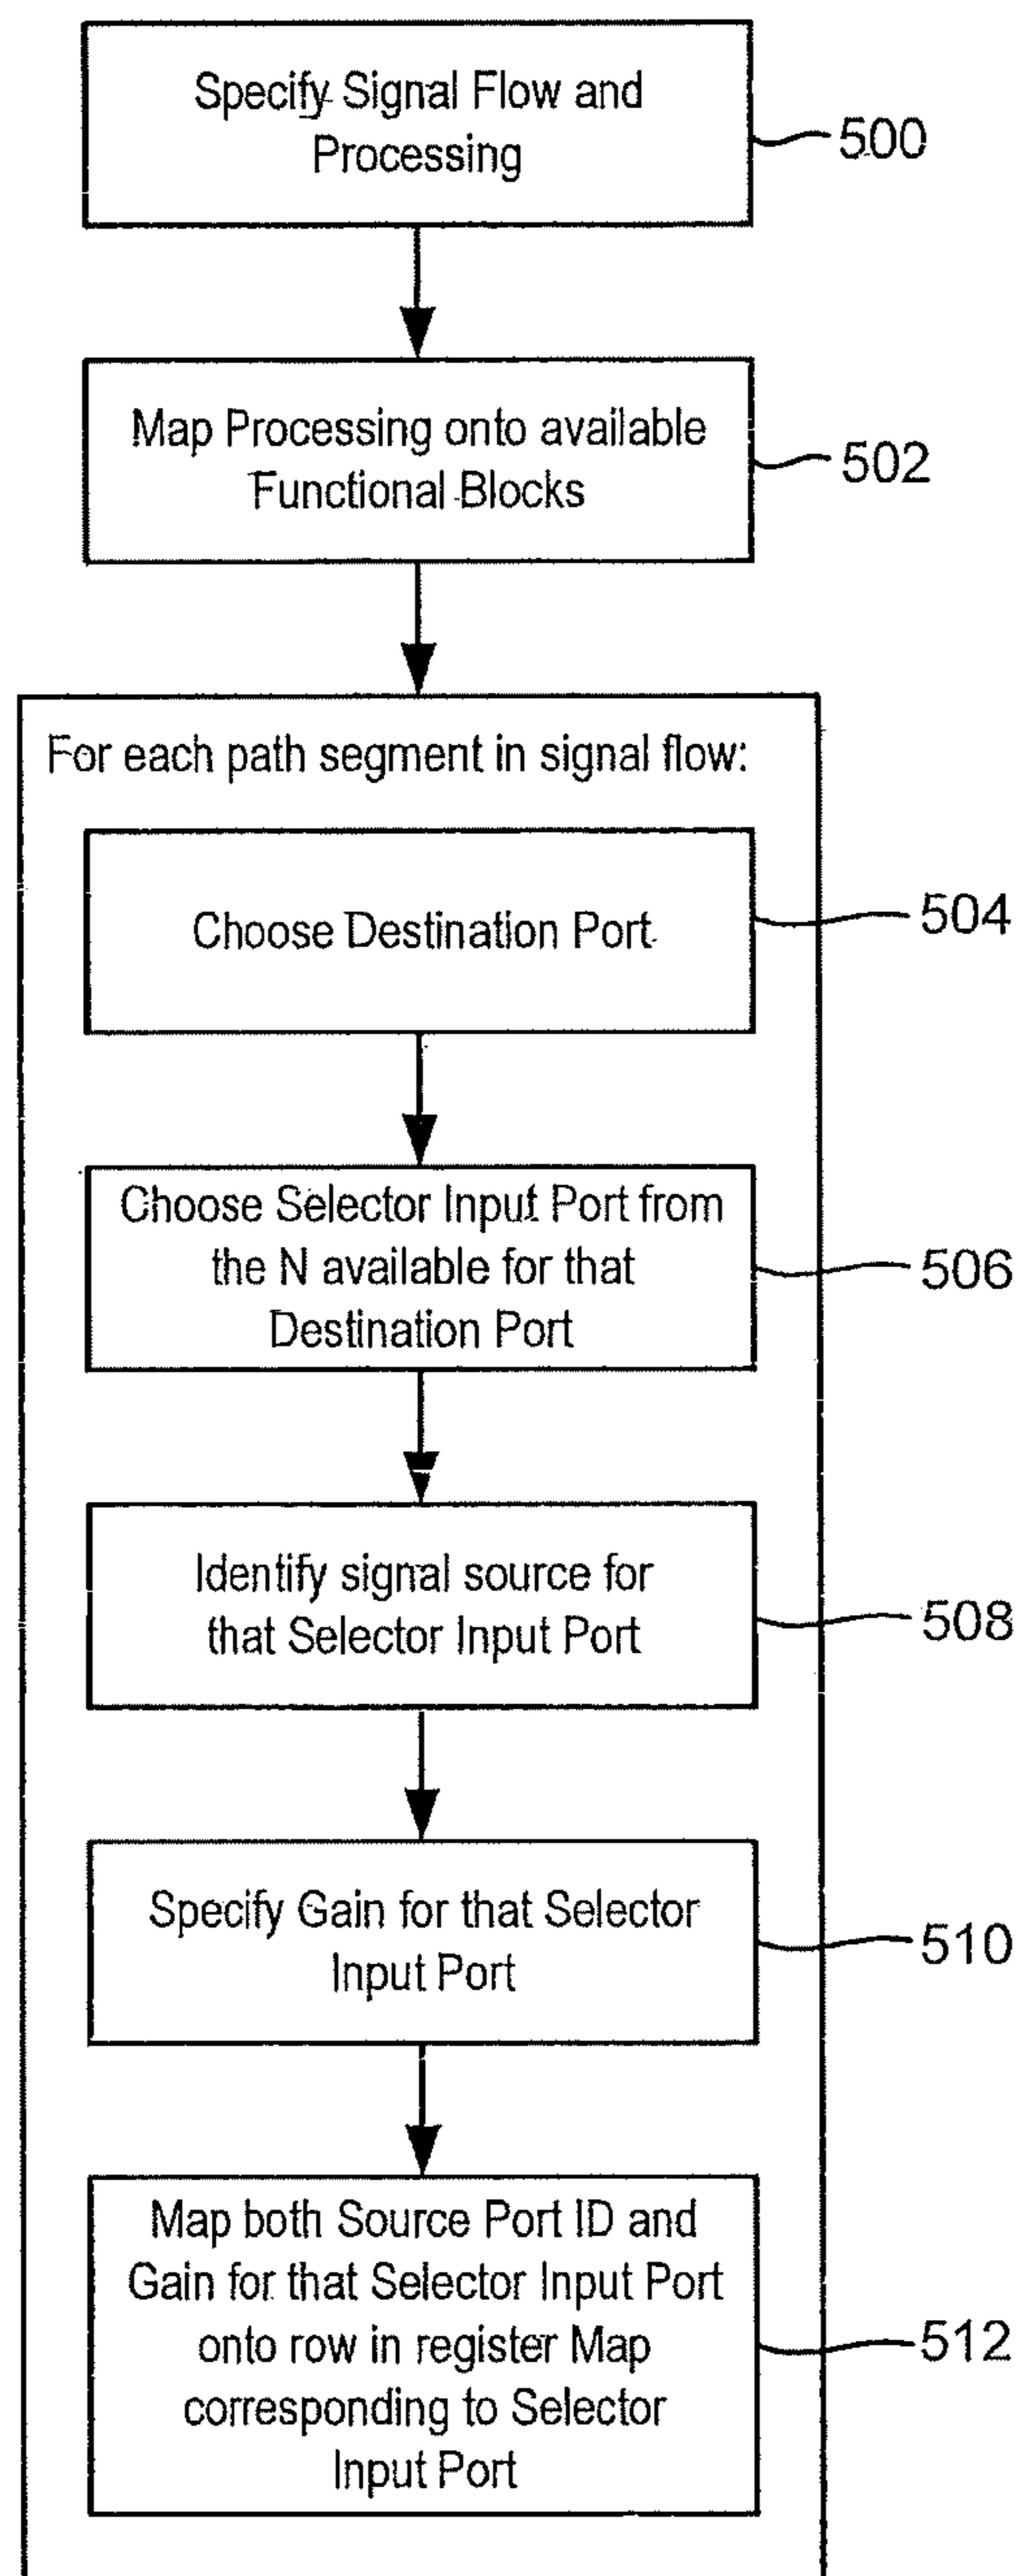 Specify Signal Flow and
Processing
500
Map Processing onto available
Functional Blocks
502
For each path segment in signal flow:
Choose Destination Port
504
Choose Selector Input Port from
the N available for that
Destination Port
506
Identify signal source for
that Selector Input Port
508
Specify Gain for that Selector
Input Port
510
Map both Source Port ID and
Gain for that Selector Input Port
onto row in register Map
corresponding to Selector
Input Port
512